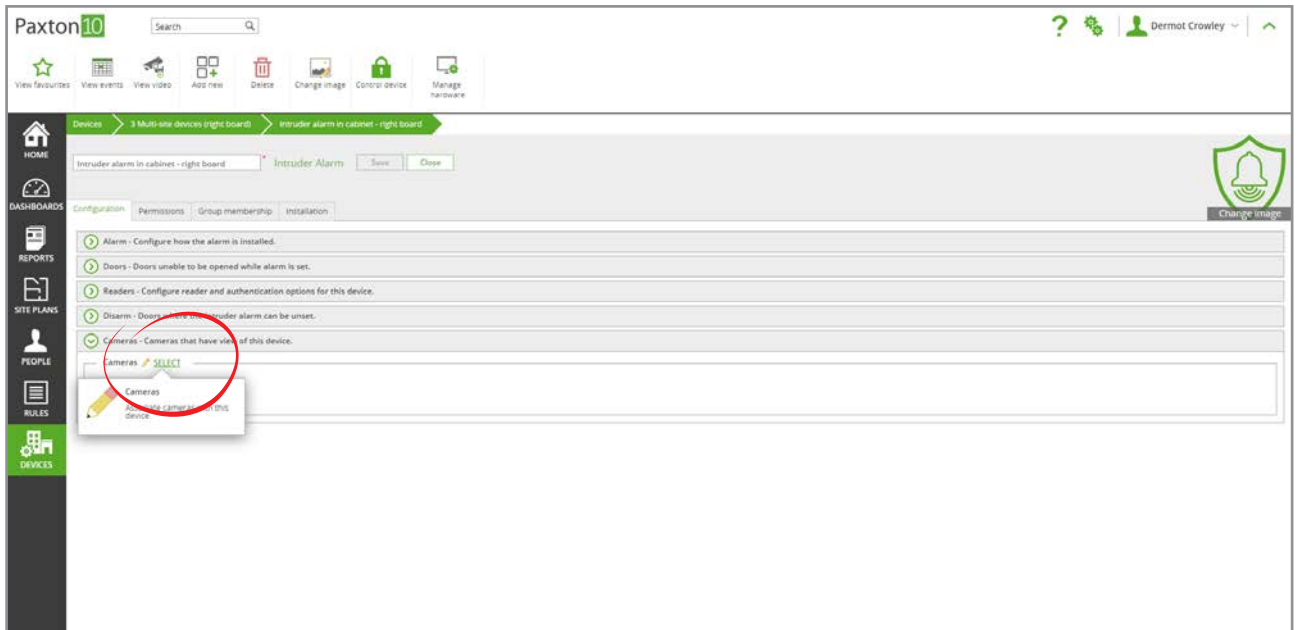 Paxton10
Search
Dermot Crowley
View favourites
View events
View video
Add new
Delete
Change image
Control device
Manage
hardware
Devices
3 Multi-site devices (right board)
Intruder alarm in cabinet - right board
HOME
Intruder alarm in cabinet - right board
*
Intruder Alarm
Save
Close
Change image
DASHBOARDS
Configuration
Permissions
Group membership
Installation
Alarm - Configure how the alarm is installed.
REPORTS
Doors - Doors unable to be opened while alarm is set.
Readers - Configure reader and authentication options for this device.
SITE PLANS
Disarm - Doors where the intruder alarm can be unset.
Cameras - Cameras that have view of this device.
PEOPLE
Cameras SELECT
Cameras
Associate cameras with this
device
RULES
DEVICES